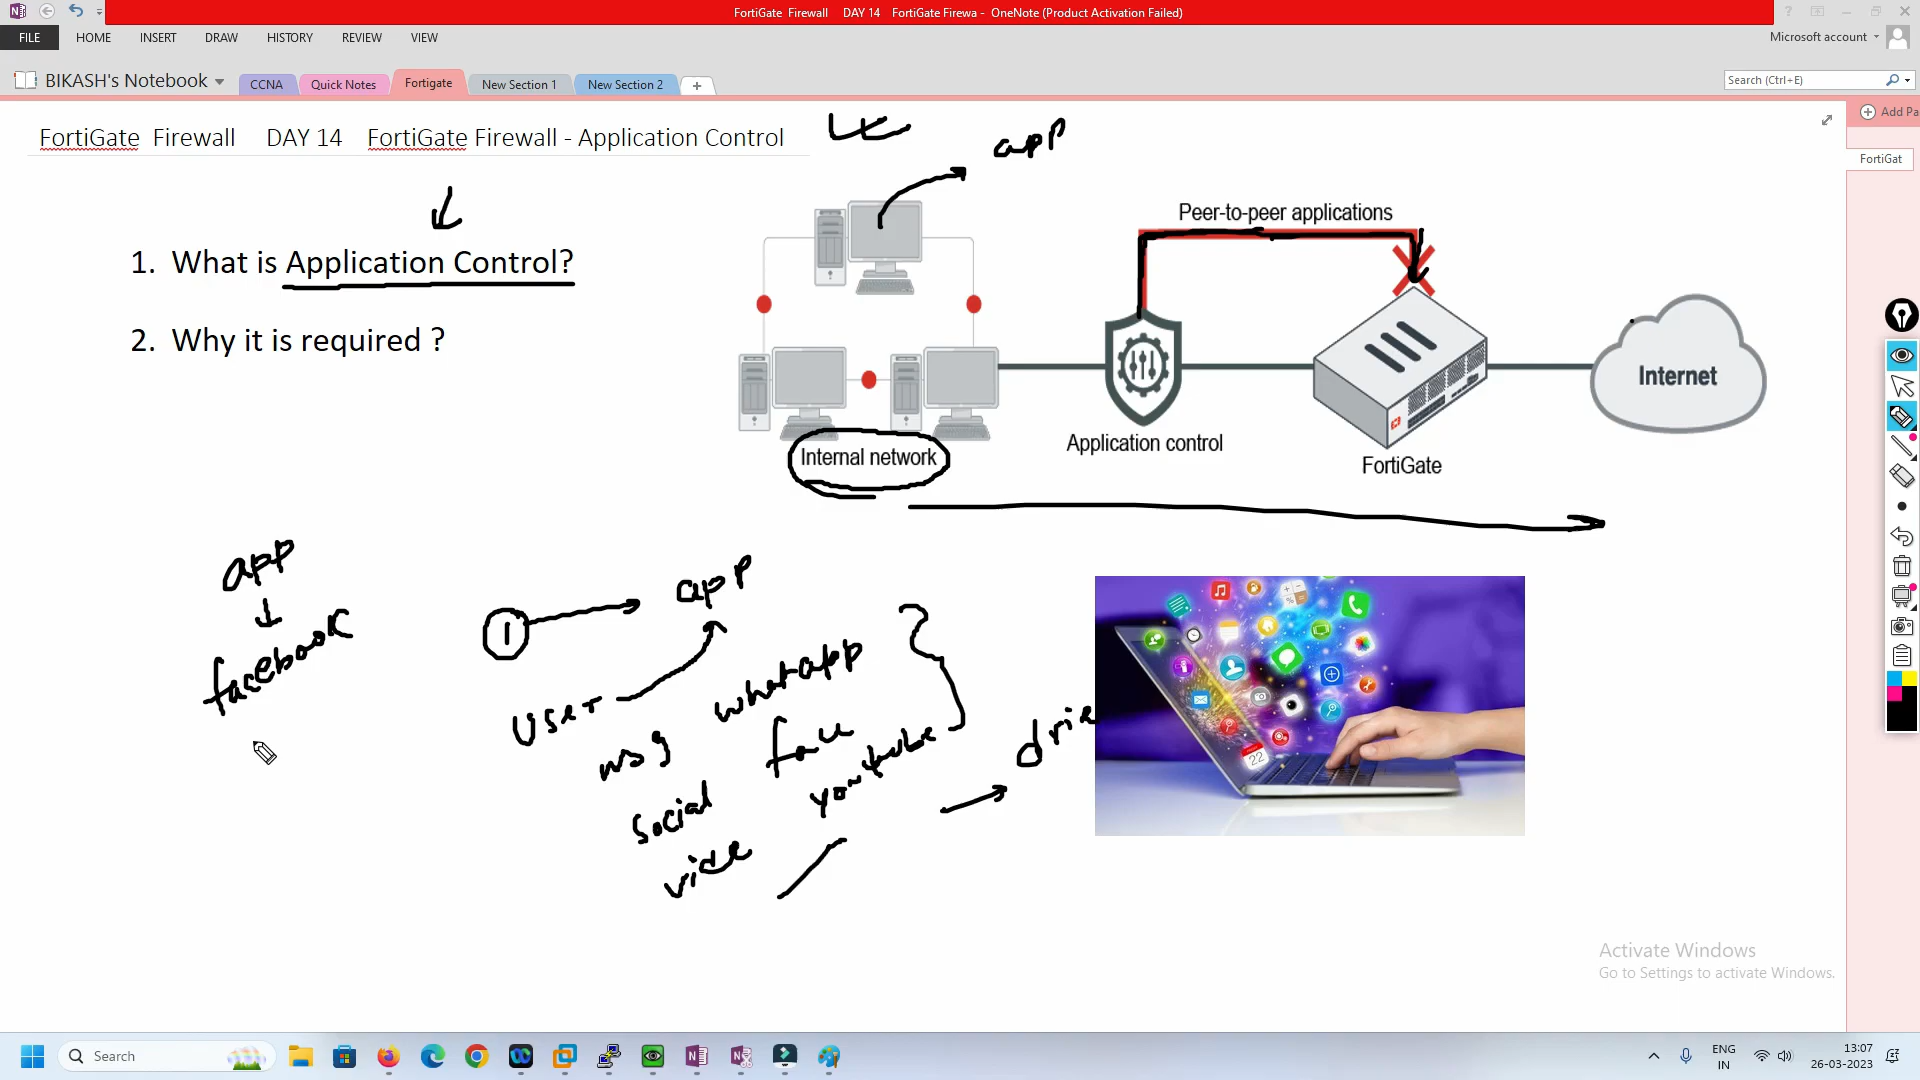 FortiGate Firewall DAY 14 FortiGate Firewa - OneNote (Product Activation Failed)
FILE HOME INSERT DRAW HISTORY REVIEW VIEW
Microsoft account
BIKASH's Notebook
CCNA Quick Notes Fortigate New Section 1 New Section 2
Search (Ctrl+E)
Add Pa
FortiGat
FortiGate Firewall DAY 14 FortiGate Firewall - Application Control
app
1. What is Application Control?
2. Why it is required ?
Peer-to-peer applications
Internet
Application control
Internal network
FortiGate
app
facebook
1
app
user
whatapp
msg
youtube
social
22
Activate Windows
Go to Settings to activate Windows.
Search
ENG
IN
13:07
26-03-2023